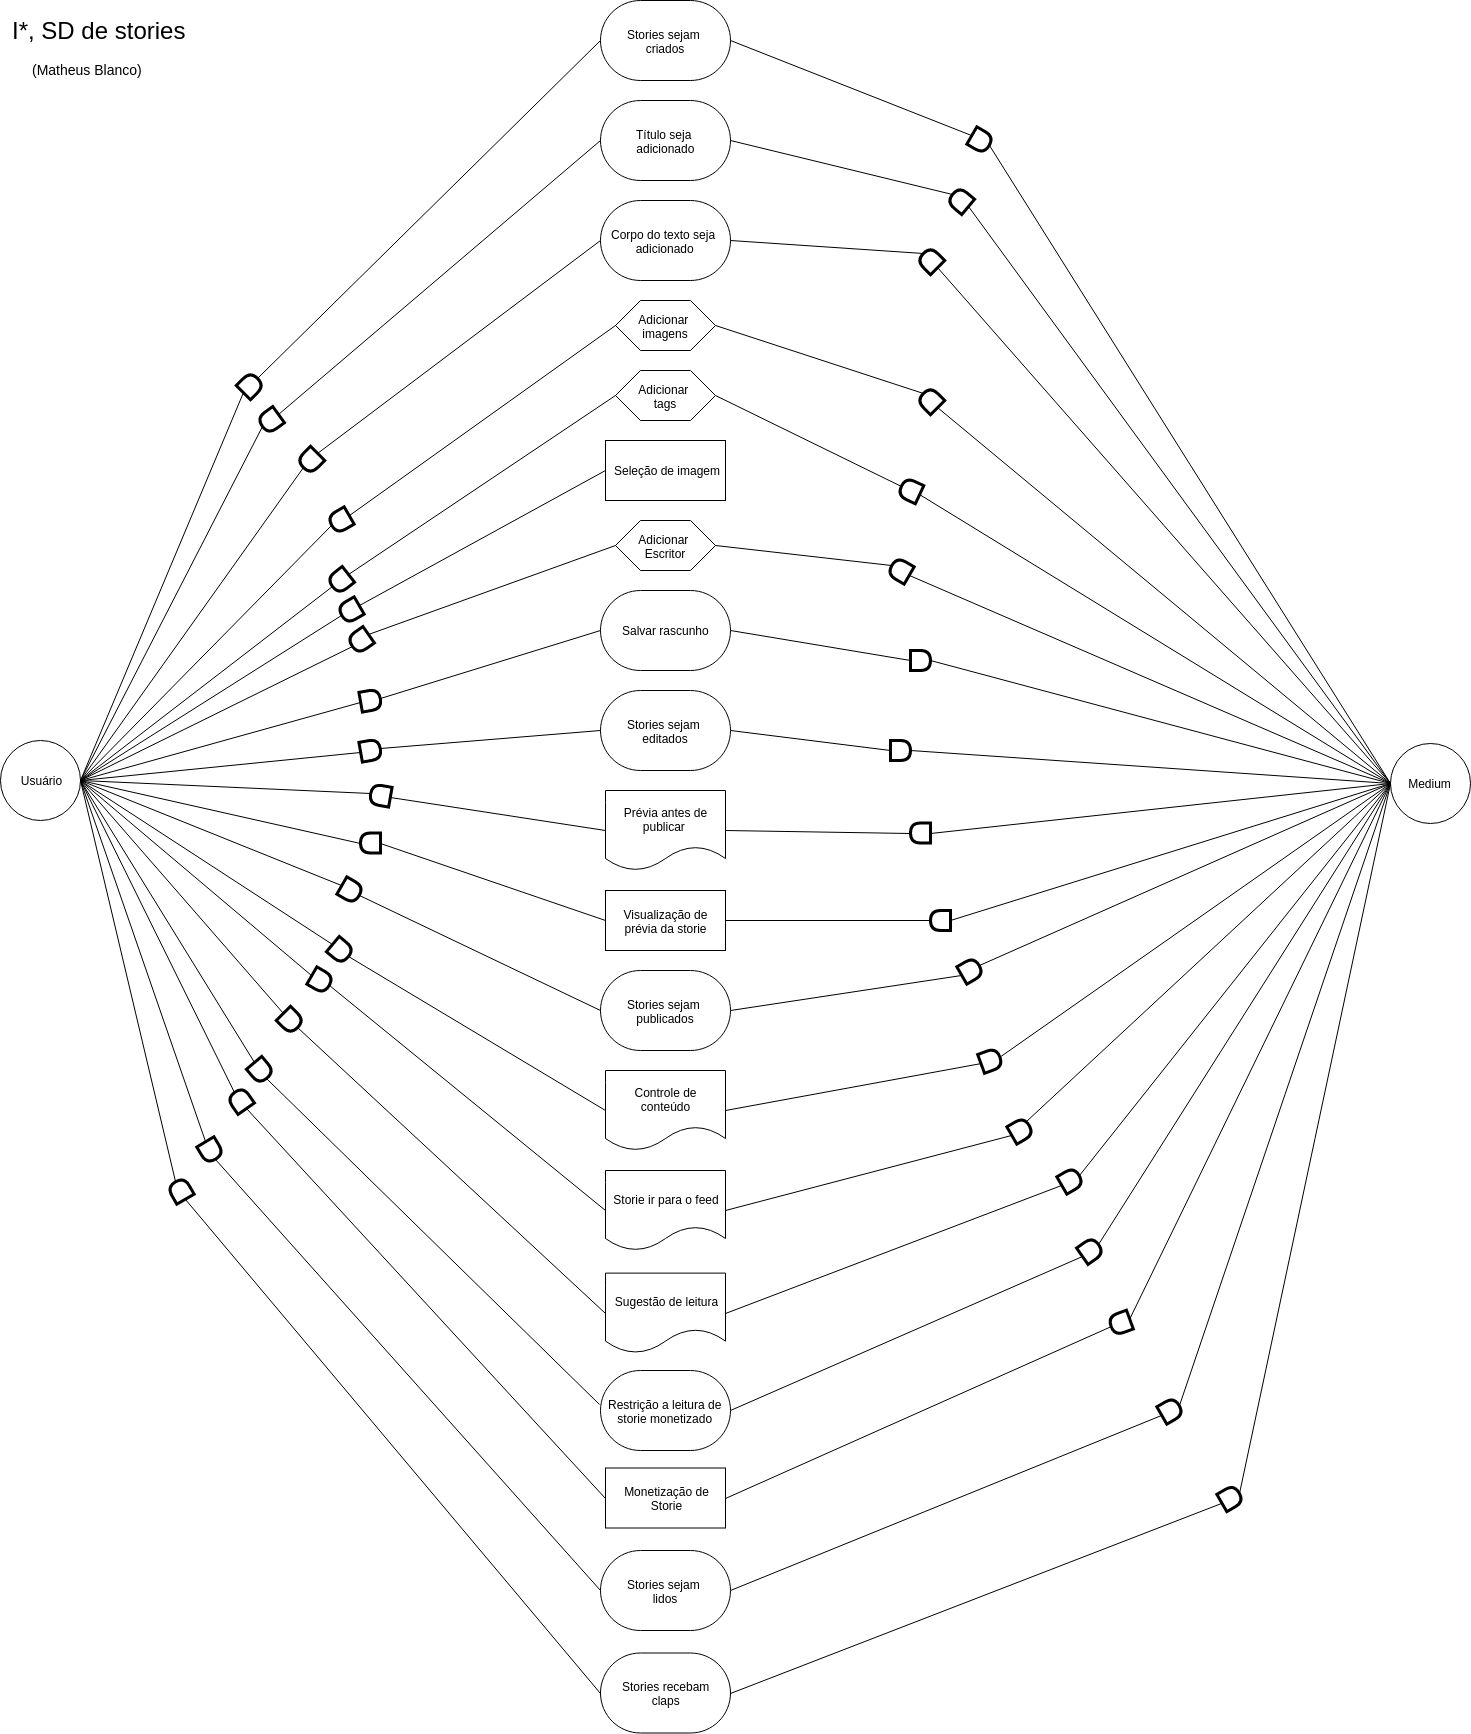 I*, SD de stories
(Matheus Blanco)
Stories sejam
criados
Título seja
adicionado
Corpo do texto seja
adicionado
Adicionar
imagens
Adicionar
tags
Seleção de imagem
Adicionar
Escritor
Salvar rascunho
Stories sejam
editados
Usuário
Medium
Prévia antes de
publicar
Visualização de
prévia da storie
Stories sejam
publicados
Controle de
conteúdo
Storie ir para o feed
Sugestão de leitura
Restrição a leitura de
storie monetizado
Monetização de
Storie
Stories sejam
lidos
Stories recebam
claps